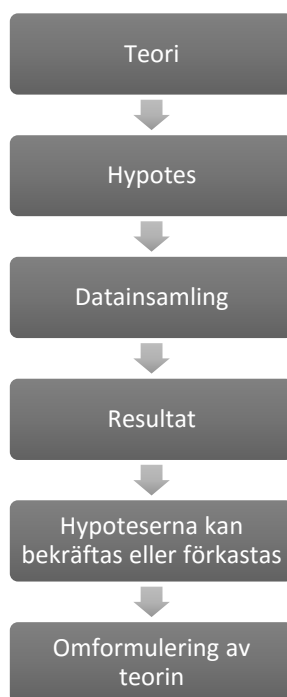 Teori
Hypotes
Datainsamling
Resultat
Hypoteserna kan
bekräftas eller förkastas
Omformulering av
teorin